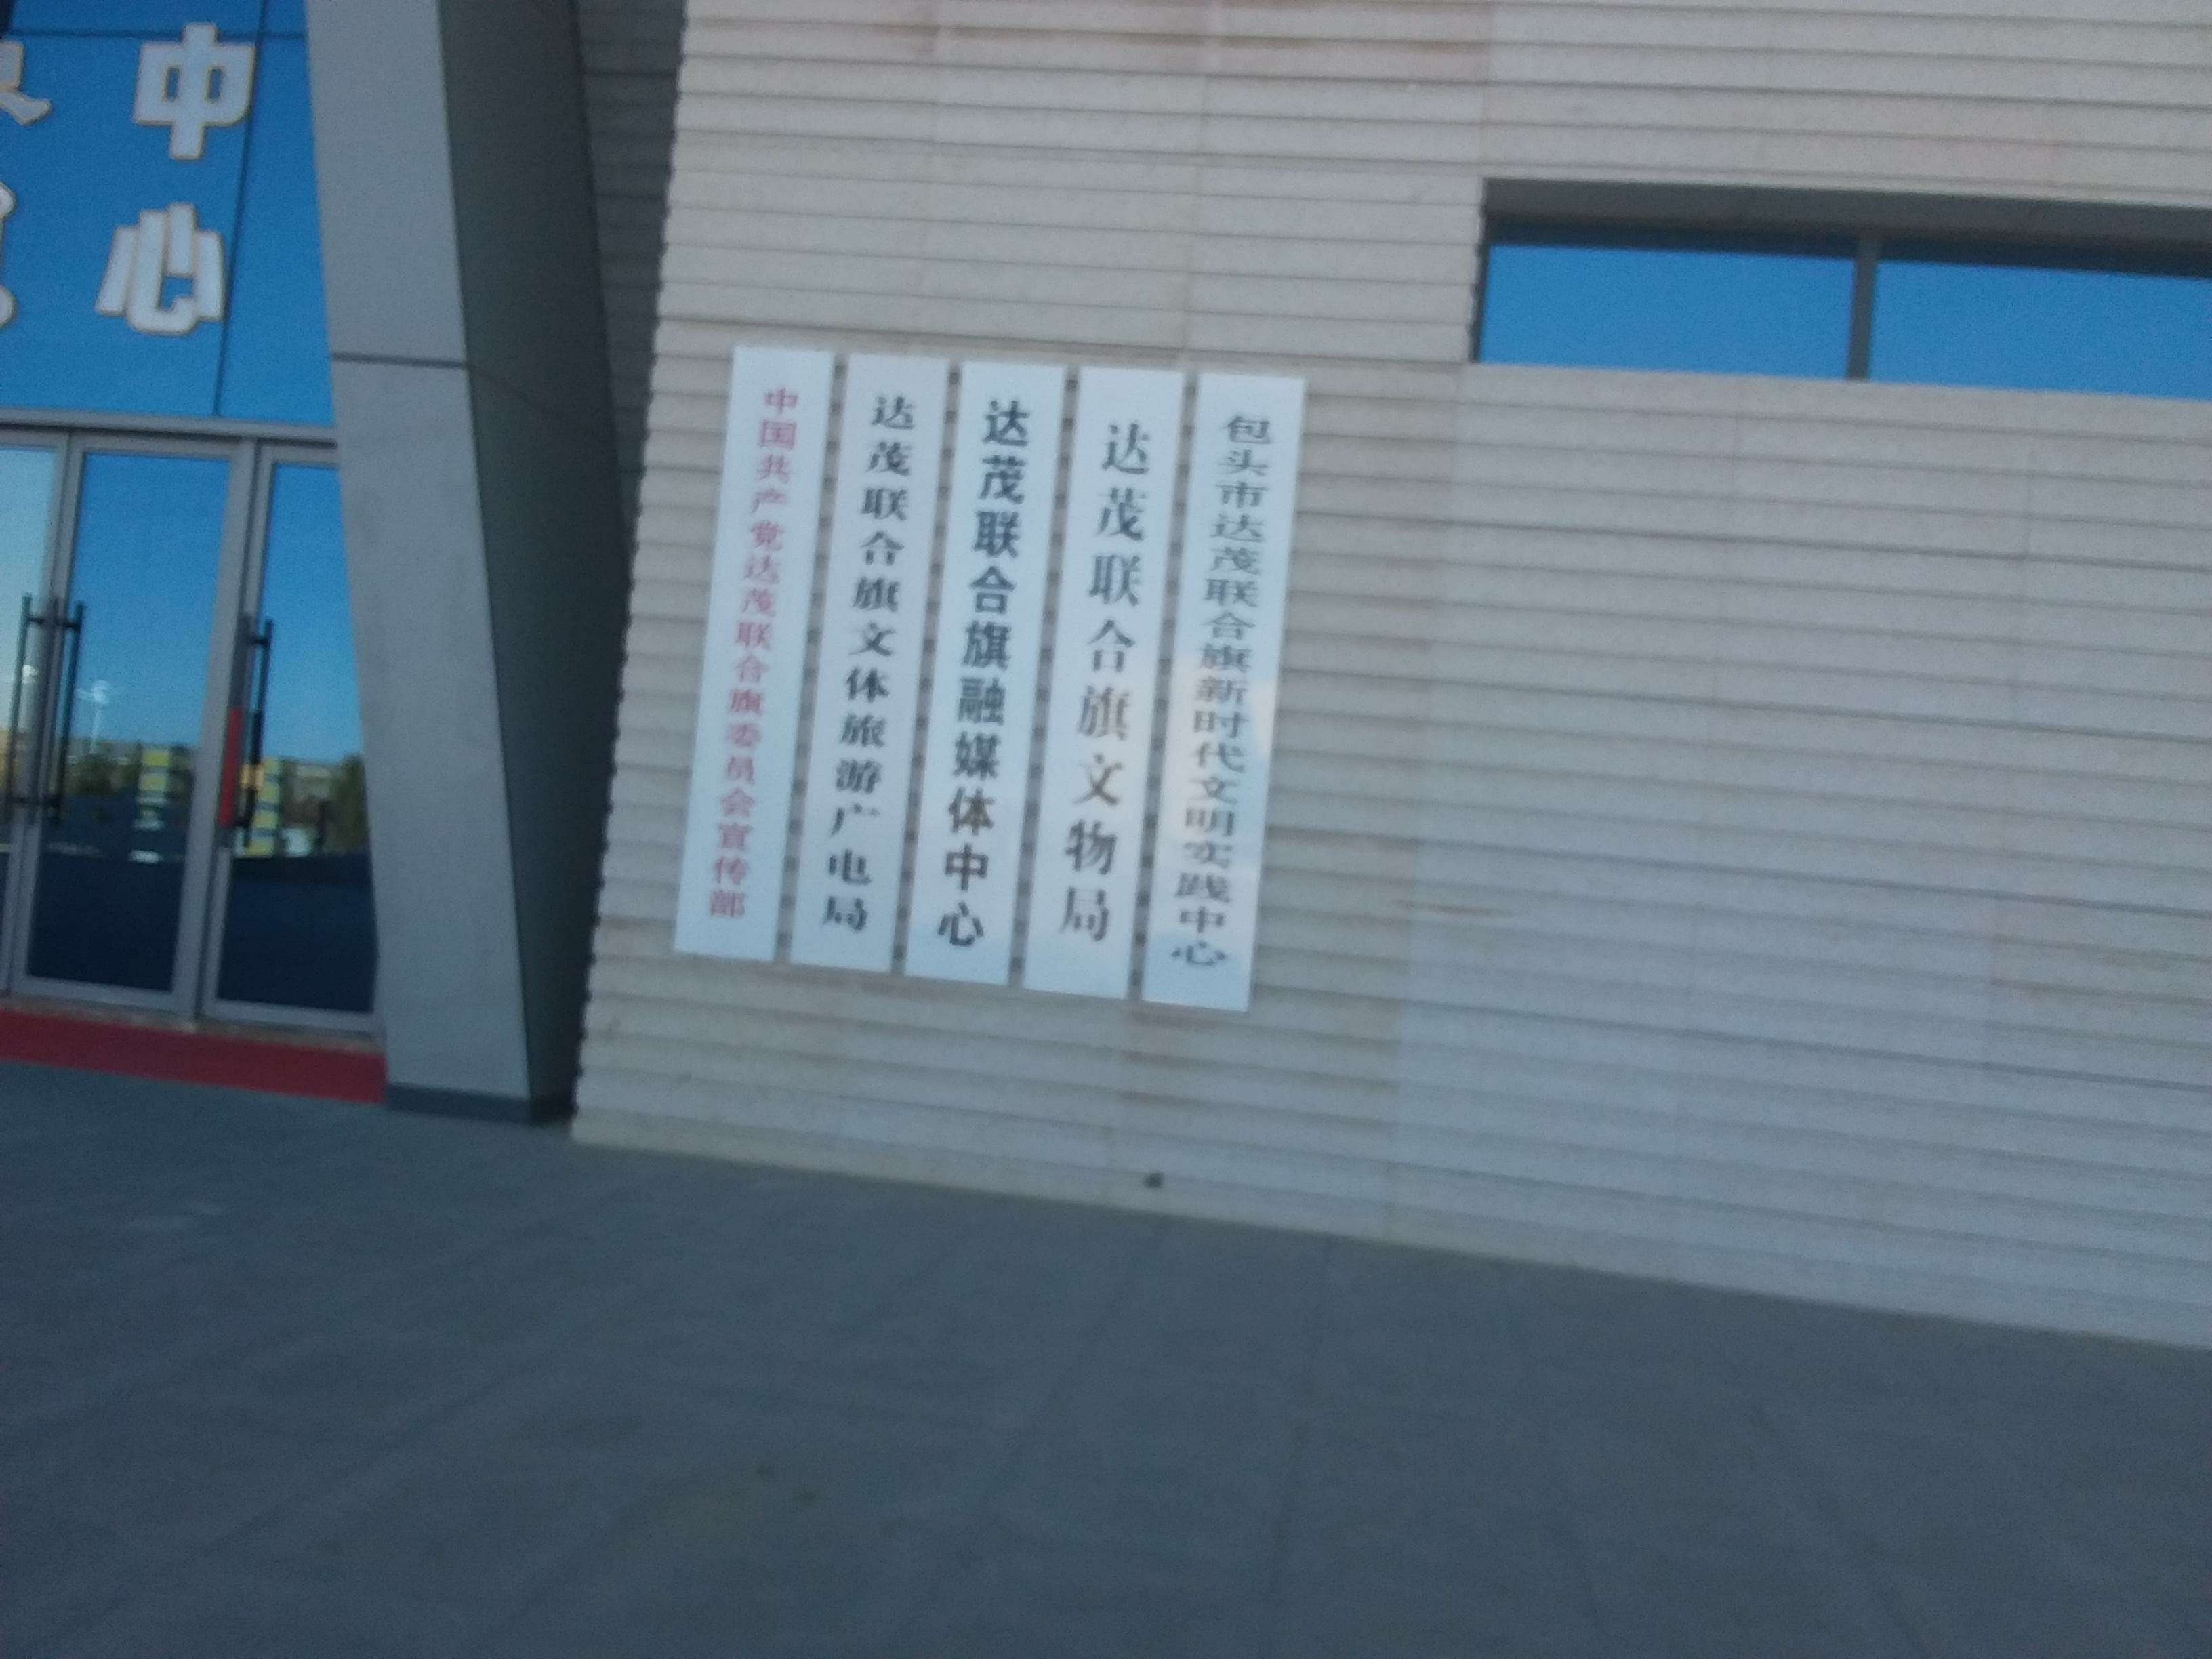 中心
中国共产党达茂联合旗委员会宣传部
达茂联合旗文体旅游广电局
达茂联合旗融媒体中心
达茂联合旗文物局
包头市达茂联合旗新时代文明实践中心